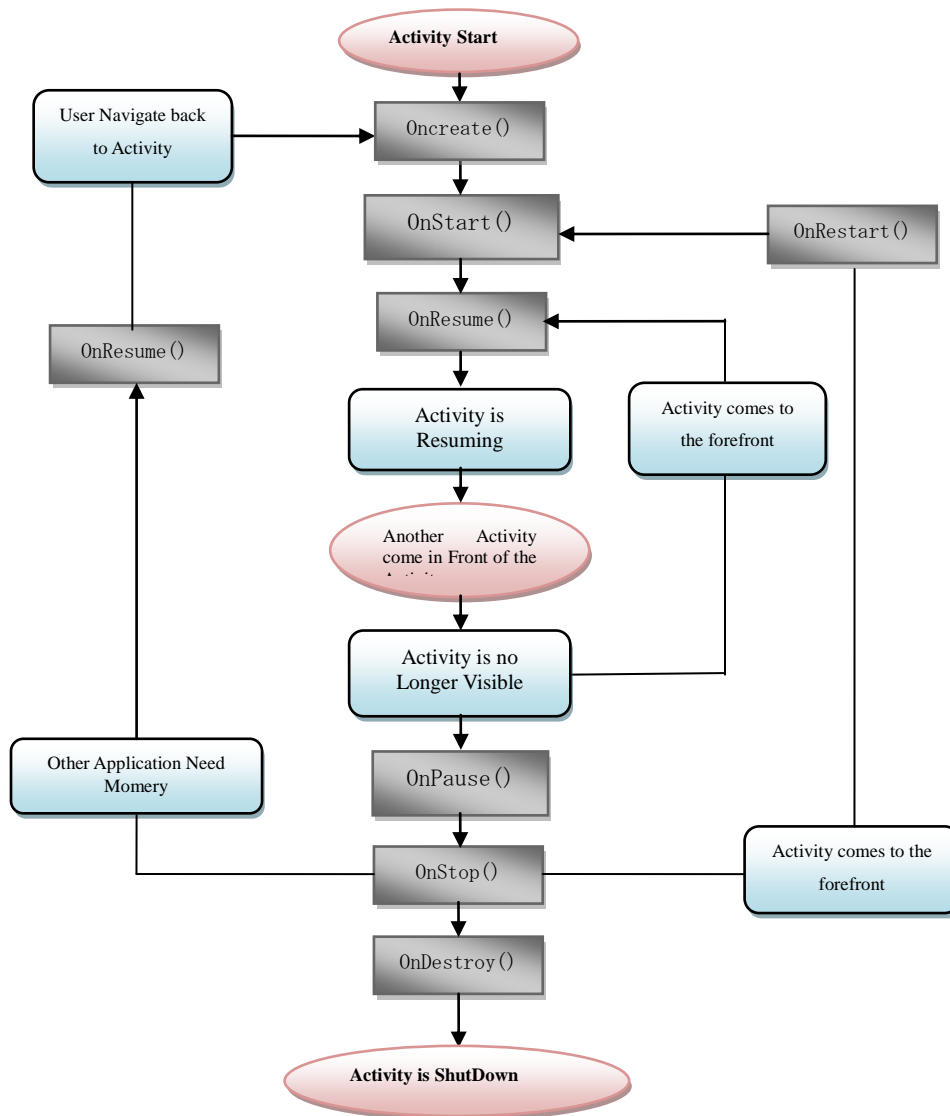 Activity Start
User Navigate back
to Activity
Oncreate()
OnStart()
OnRestart()
OnResume()
OnResume()
Activity is
Resuming
Activity comes to
the forefront
Another Activity
come in Front of the
Activity is no
Longer Visible
Other Application Need
Momery
OnPause()
OnStop()
Activity comes to the
forefront
OnDestroy()
Activity is ShutDown